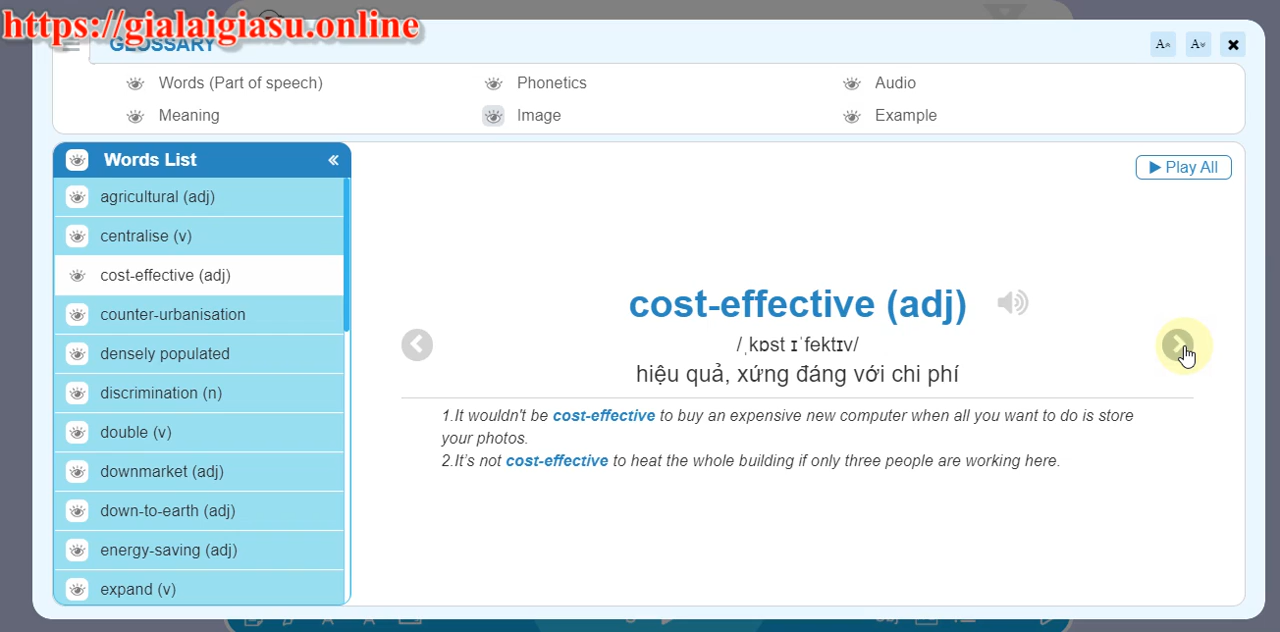 https://gialaigiasu.online
GLOSSARY
A A
Words (Part of speech) Phonetics Audio
Meaning Image Example
Words List
Play All
agricultural (adj)
centralise (v)
cost-effective (adj)
counter-urbanisation
densely populated
discrimination (n)
double (v)
downmarket (adj)
down-to-earth (adj)
energy-saving (adj)
expand (v)
cost-effective (adj)
/ˌkɒst ɪˈfektɪv/
hiệu quả, xứng đáng với chi phí
1.It wouldn't be cost-effective to buy an expensive new computer when all you want to do is store
your photos.
2.It’s not cost-effective to heat the whole building if only three people are working here.